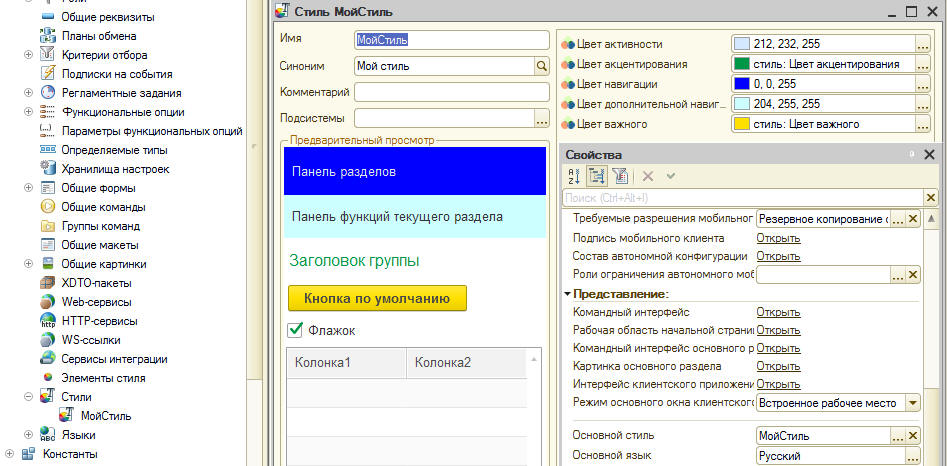 Роли
Общие реквизиты
Планы обмена
Критерии отбора
Подписки на события
Регламентные задания
Функциональные опции
Параметры функциональных опций
Определяемые типы
Хранилища настроек
Общие формы
Общие команды
Группы команд
Общие макеты
Общие картинки
XDTO-пакеты
Web-сервисы
HTTP-сервисы
WS-ссылки
Сервисы интеграции
Элементы стиля
Стили
МойСтиль
Языки
Константы
Стиль МойСтиль
Имя МойСтиль
Синоним Мой стиль
Комментарий
Подсистемы ...
Предварительный просмотр
Панель разделов
Панель функций текущего раздела
Заголовок группы
Кнопка по умолчанию
Флажок
Колонка1 Колонка2
Цвет активности 212, 232, 255 ...
Цвет акцентирования стиль: Цвет акцентирования ...
Цвет навигации 0, 0, 255 ...
Цвет дополнительной навиг... 204, 255, 255 ...
Цвет важного стиль: Цвет важного ...
Свойства
Поиск (Ctrl+Alt+I)
Требуемые разрешения мобильног Резервное копирование с ...
Подпись мобильного клиента Открыть
Состав автономной конфигурации Открыть
Роли ограничения автономного моб ...
Представление:
Командный интерфейс Открыть
Рабочая область начальной страни Открыть
Командный интерфейс основного р Открыть
Картинка основного раздела Открыть
Интерфейс клиентского приложени Открыть
Режим основного окна клиентского Встроенное рабочее место
Основной стиль МойСтиль ...
Основной язык Русский ...